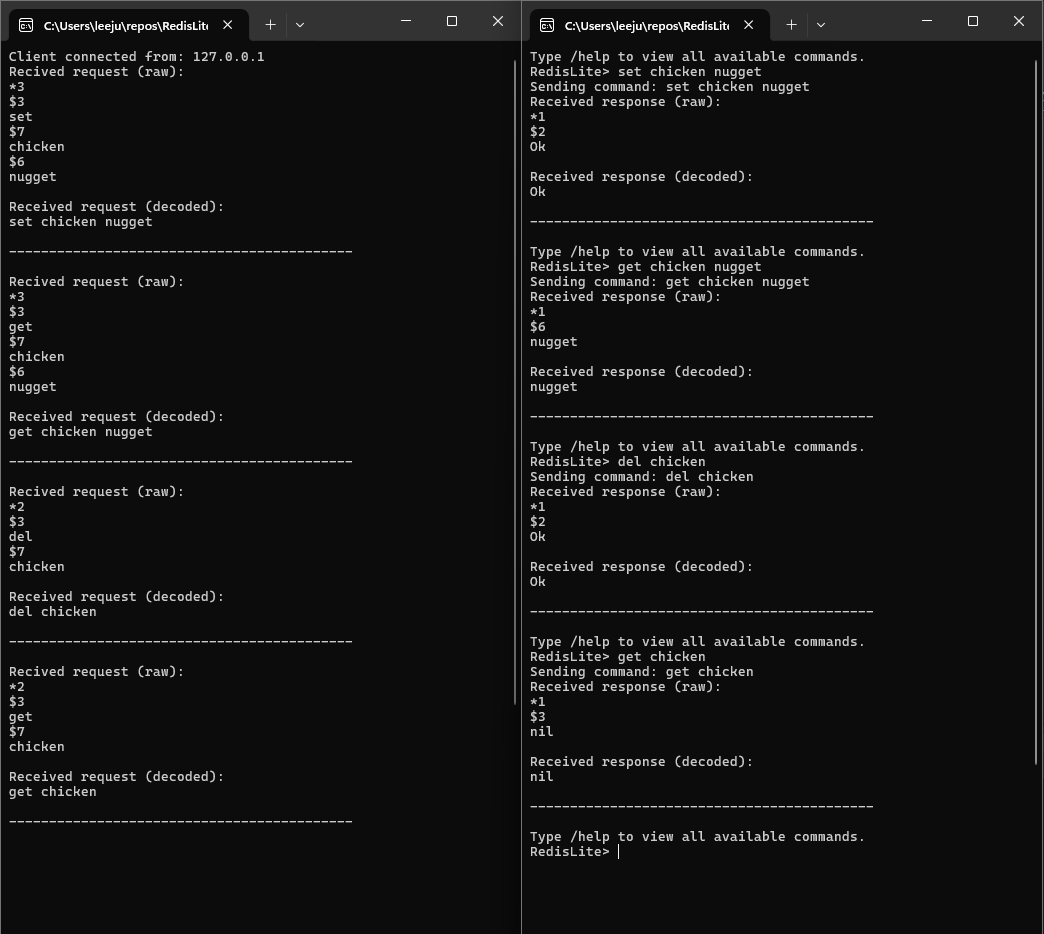 C:\Users\leeju\repos\RedisLite
Client connected from: 127.0.0.1
Recived request (raw):
*3
$3
set
$7
chicken
$6
nugget
Received request (decoded):
set chicken nugget
-------------------------------------------
Recived request (raw):
*3
$3
get
$7
chicken
$6
nugget
Received request (decoded):
get chicken nugget
-------------------------------------------
Recived request (raw):
*2
$3
del
$7
chicken
Received request (decoded):
del chicken
-------------------------------------------
Recived request (raw):
*2
$3
get
$7
chicken
Received request (decoded):
get chicken
-------------------------------------------
C:\Users\leeju\repos\RedisLite
Type /help to view all available commands.
RedisLite> set chicken nugget
Sending command: set chicken nugget
Received response (raw):
*1
$2
Ok
Received response (decoded):
Ok
-------------------------------------------
Type /help to view all available commands.
RedisLite> get chicken nugget
Sending command: get chicken nugget
Received response (raw):
*1
$6
nugget
Received response (decoded):
nugget
-------------------------------------------
Type /help to view all available commands.
RedisLite> del chicken
Sending command: del chicken
Received response (raw):
*1
$2
Ok
Received response (decoded):
Ok
-------------------------------------------
Type /help to view all available commands.
RedisLite> get chicken
Sending command: get chicken
Received response (raw):
*1
$3
nil
Received response (decoded):
nil
-------------------------------------------
Type /help to view all available commands.
RedisLite>